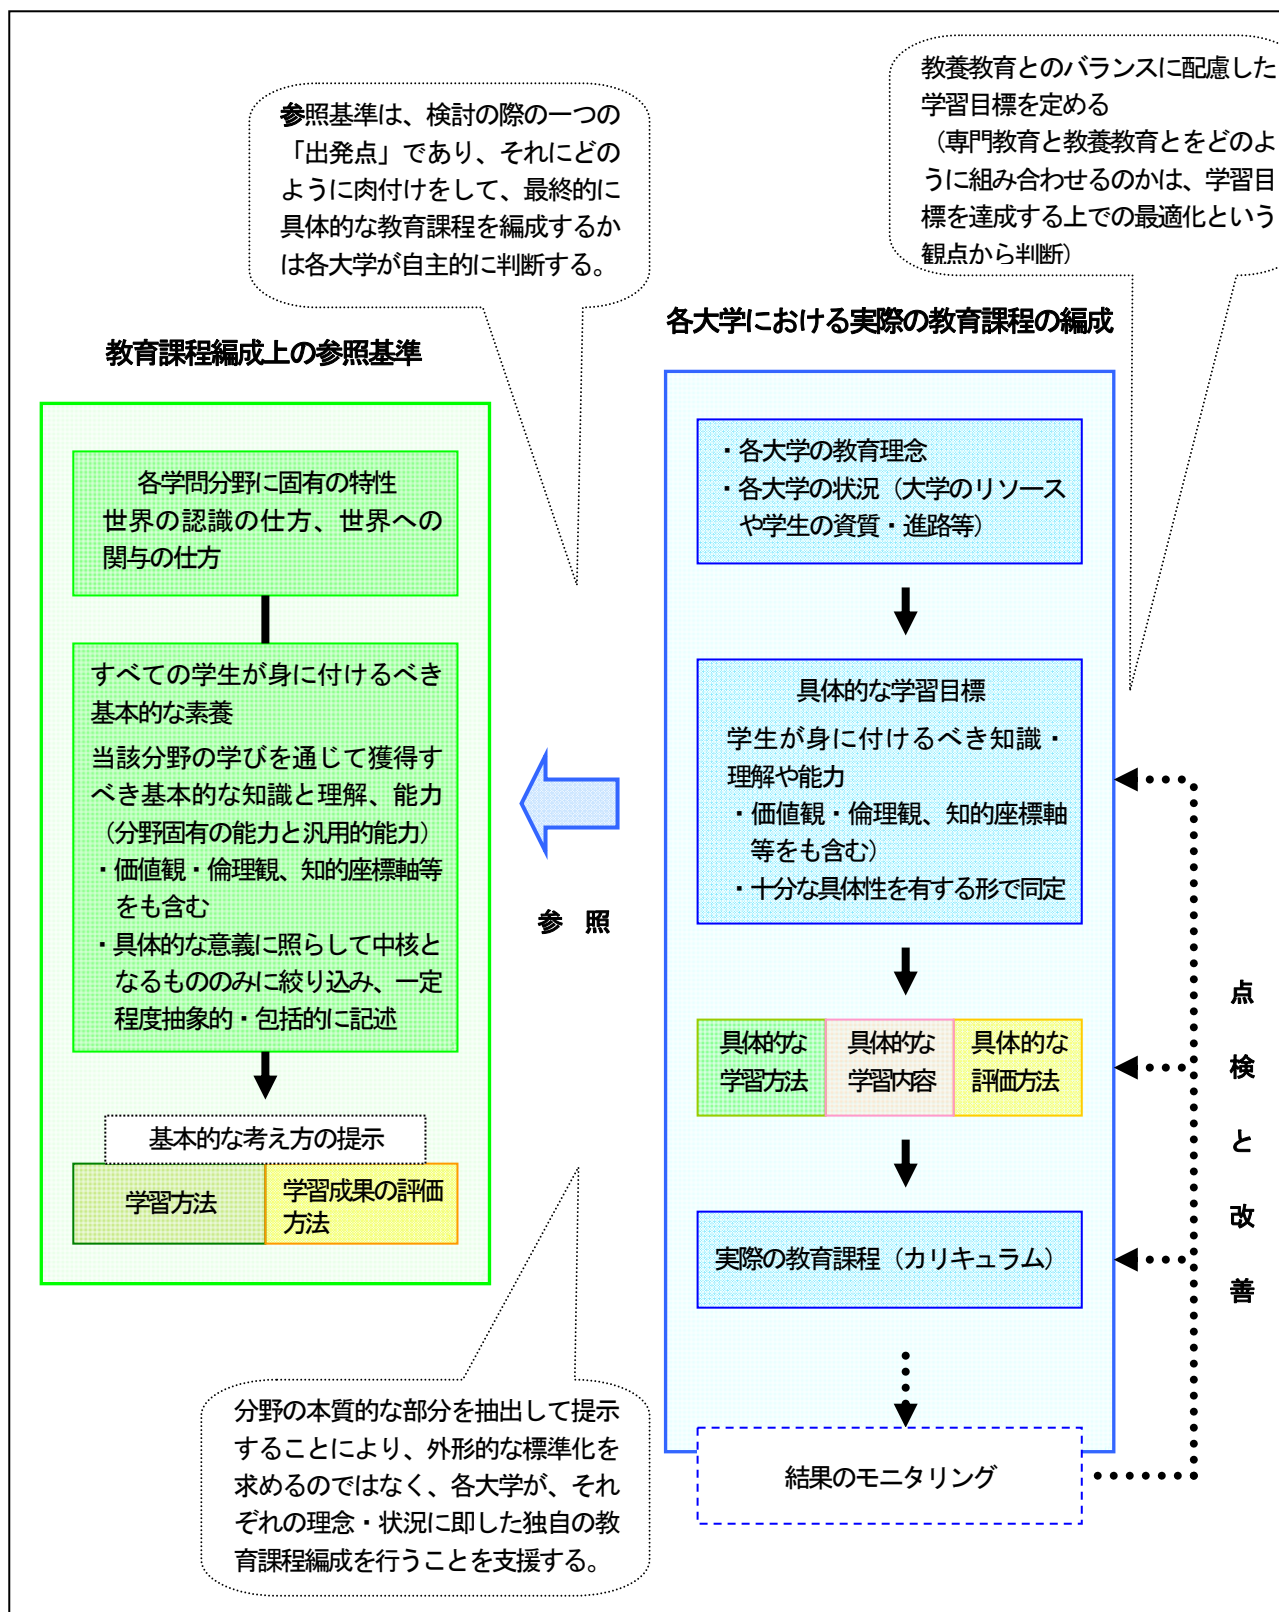 参照基準は、検討の際の一つの
「出発点」であり、それにどの
ように肉付けをして、最終的に
具体的な教育課程を編成するか
は各大学が自主的に判断する。
教養教育とのバランスに配慮した
学習目標を定める
（専門教育と教養教育とをどのよ
うに組み合わせるのかは、学習目
標を達成する上での最適化という
観点から判断）
教育課程編成上の参照基準
各学問分野に固有の特性
世界の認識の仕方、世界への
関与の仕方
すべての学生が身に付けるべき
基本的な素養
当該分野の学びを通じて獲得す
べき基本的な知識と理解、能力
（分野固有の能力と汎用的能力）
・価値観・倫理観、知的座標軸等
をも含む
・具体的な意義に照らして中核と
なるもののみに絞り込み、一定
程度抽象的・包括的に記述
基本的な考え方の提示
学習方法
学習成果の評価
方法
参　照
各大学における実際の教育課程の編成
・各大学の教育理念
・各大学の状況（大学のリソース
や学生の資質・進路等）
具体的な学習目標
学生が身に付けるべき知識・
理解や能力
・価値観・倫理観、知的座標軸
等をも含む）
・十分な具体性を有する形で同定
具体的な
学習方法
具体的な
学習内容
具体的な
評価方法
実際の教育課程（カリキュラム）
結果のモニタリング
点
検
と
改
善
分野の本質的な部分を抽出して提示
することにより、外形的な標準化を
求めるのではなく、各大学が、それ
ぞれの理念・状況に即した独自の教
育課程編成を行うことを支援する。